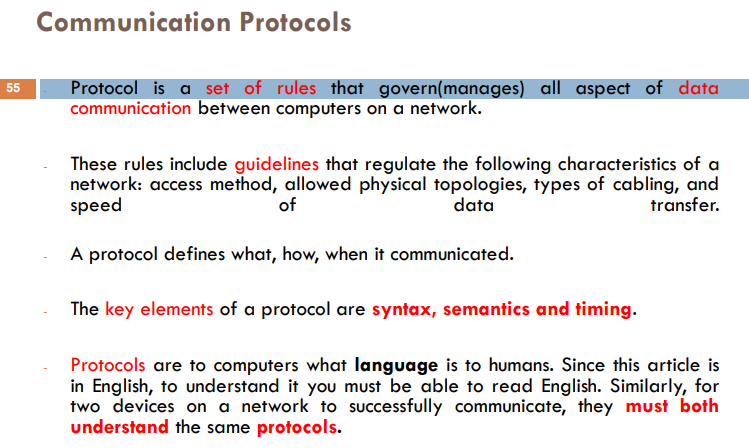 Communication Protocols
55
- Protocol is a set of rules that govern(manages) all aspect of data
communication between computers on a network.
- These rules include guidelines that regulate the following characteristics of a
network: access method, allowed physical topologies, types of cabling, and
speed of data transfer.
- A protocol defines what, how, when it communicated.
- The key elements of a protocol are syntax, semantics and timing.
- Protocols are to computers what language is to humans. Since this article is
in English, to understand it you must be able to read English. Similarly, for
two devices on a network to successfully communicate, they must both
understand the same protocols.